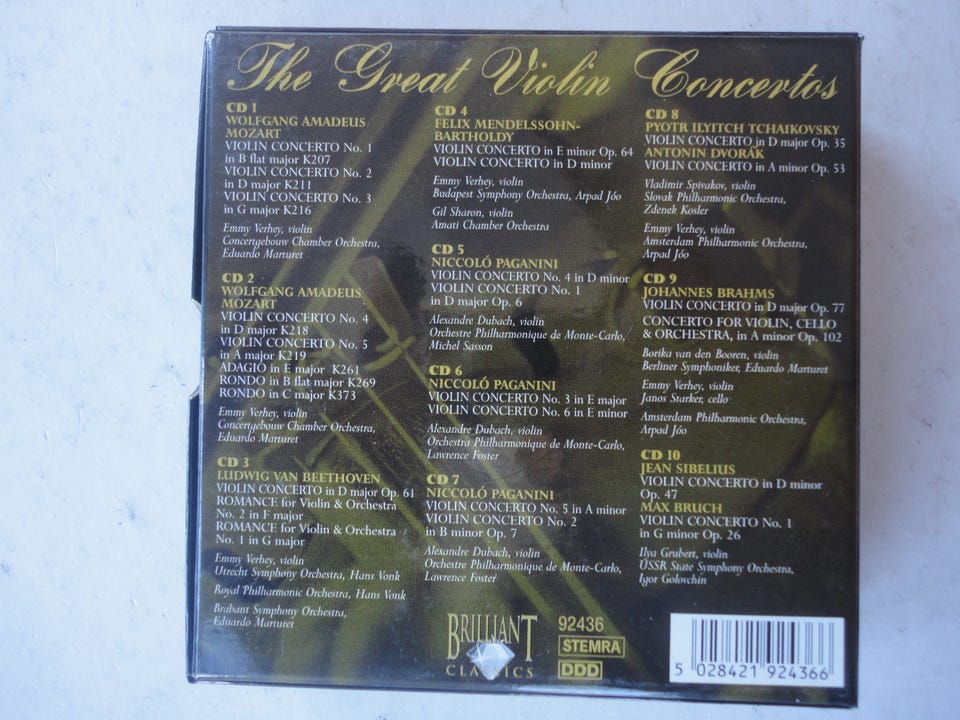 The Great Violin Concertos
CD 1
WOLFGANG AMADEUS
MOZART
VIOLIN CONCERTO No. 1
in B flat major K207
VIOLIN CONCERTO No. 2
in D major K211
VIOLIN CONCERTO No. 3
in G major K216
Emmy Verhey, violin
Concertgebouw Chamber Orchestra,
Eduardo Marturet
CD 2
WOLFGANG AMADEUS
MOZART
VIOLIN CONCERTO No. 4
in D major K218
VIOLIN CONCERTO No. 5
in A major K219
ADAGIO in E major K261
RONDO in B flat major K269
RONDO in C major K373
Emmy Verhey, violin
Concertgebouw Chamber Orchestra,
Eduardo Marturet
CD 3
LUDWIG VAN BEETHOVEN
VIOLIN CONCERTO in D major Op. 61
ROMANCE for Violin & Orchestra
No. 2 in F major
ROMANCE for Violin & Orchestra
No. 1 in G major
Emmy Verhey, violin
Utrecht Symphony Orchestra, Hans Vonk
Royal Philharmonic Orchestra, Hans Vonk
Brabant Symphony Orchestra,
Eduardo Marturet
CD 4
FELIX MENDELSSOHN-
BARTHOLDY
VIOLIN CONCERTO in E minor Op. 64
VIOLIN CONCERTO in D minor
Emmy Verhey, violin
Budapest Symphony Orchestra, Arpad Jóo
Gil Sharon, violin
Amati Chamber Orchestra
CD 5
NICCOLÓ PAGANINI
VIOLIN CONCERTO No. 4 in D minor
VIOLIN CONCERTO No. 1
in D major Op. 6
Alexandre Dubach, violin
Orchestre Philharmonique de Monte-Carlo,
Michel Sasson
CD 6
NICCOLÓ PAGANINI
VIOLIN CONCERTO No. 3 in E major
VIOLIN CONCERTO No. 6 in E minor
Alexandre Dubach, violin
Orchestra Philharmonique de Monte-Carlo,
Lawrence Foster
CD 7
NICCOLÓ PAGANINI
VIOLIN CONCERTO No. 5 in A minor
VIOLIN CONCERTO No. 2
in B minor Op. 7
Alexandre Dubach, violin
Orchestre Philharmonique de Monte-Carlo,
Lawrence Foster
CD 8
PYOTR ILYITCH TCHAIKOVSKY
VIOLIN CONCERTO in D major Op. 35
ANTONIN DVORÁK
VIOLIN CONCERTO in A minor Op. 53
Vladimir Spivakov, violin
Slovak Philharmonic Orchestra,
Zdenek Kosler
Emmy Verhey, violin
Amsterdam Philharmonic Orchestra,
Arpad Jóo
CD 9
JOHANNES BRAHMS
VIOLIN CONCERTO in D major Op. 77
CONCERTO FOR VIOLIN, CELLO
& ORCHESTRA, in A minor Op. 102
Borika van den Booren, violin
Berliner Symphoniker, Eduardo Marturet
Emmy Verhey, violin
Janos Starker, cello
Amsterdam Philharmonic Orchestra,
Arpad Jóo
CD 10
JEAN SIBELIUS
VIOLIN CONCERTO in D minor
Op. 47
MAX BRUCH
VIOLIN CONCERTO No. 1
in G minor Op. 26
Ilya Grubert, violin
USSR State Symphony Orchestra,
Igor Golovchin
BRILLIANT
CLASSICS
92436
STEMRA
DDD
5 028421 924366